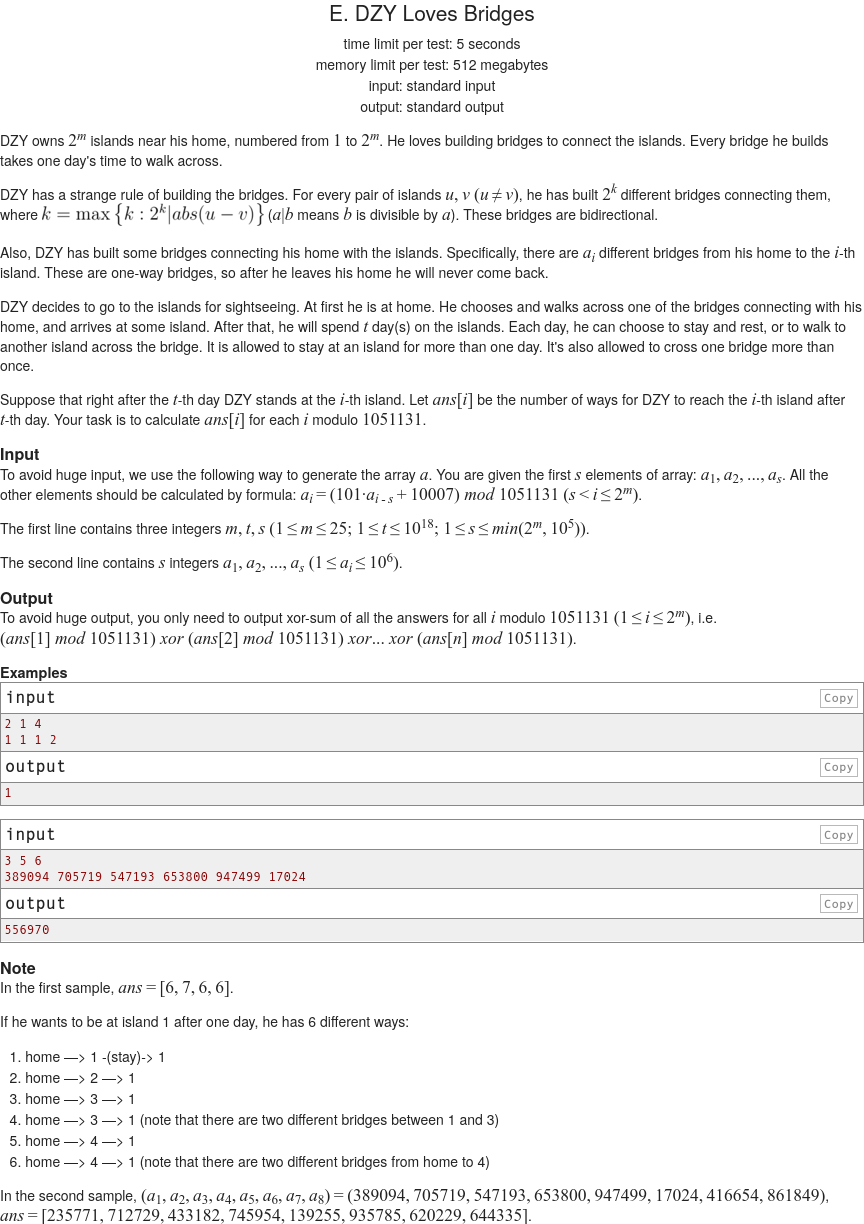 E. DZY Loves Bridges
time limit per test: 5 seconds
memory limit per test: 512 megabytes
input: standard input
output: standard output
DZY owns 2^m islands near his home, numbered from 1 to 2^m. He loves building bridges to connect the islands. Every bridge he builds
takes one day's time to walk across.
DZY has a strange rule of building the bridges. For every pair of islands u, v (u ≠ v), he has built 2^k different bridges connecting them,
where k = max {k : 2^k|abs(u − v)} (a|b means b is divisible by a). These bridges are bidirectional.
Also, DZY has built some bridges connecting his home with the islands. Specifically, there are a_i different bridges from his home to the i-th
island. These are one-way bridges, so after he leaves his home he will never come back.
DZY decides to go to the islands for sightseeing. At first he is at home. He chooses and walks across one of the bridges connecting with his
home, and arrives at some island. After that, he will spend t day(s) on the islands. Each day, he can choose to stay and rest, or to walk to
another island across the bridge. It is allowed to stay at an island for more than one day. It's also allowed to cross one bridge more than
once.
Suppose that right after the t-th day DZY stands at the i-th island. Let ans[i] be the number of ways for DZY to reach the i-th island after
t-th day. Your task is to calculate ans[i] for each i modulo 1051131.
Input
To avoid huge input, we use the following way to generate the array a. You are given the first s elements of array: a_1, a_2, ..., a_s. All the
other elements should be calculated by formula: a_i = (101·a_{i - s} + 10007) mod 1051131 (s < i ≤ 2^m).
The first line contains three integers m, t, s (1 ≤ m ≤ 25; 1 ≤ t ≤ 10^18; 1 ≤ s ≤ min(2^m, 10^5)).
The second line contains s integers a_1, a_2, ..., a_s (1 ≤ a_i ≤ 10^6).
Output
To avoid huge output, you only need to output xor-sum of all the answers for all i modulo 1051131 (1 ≤ i ≤ 2^m), i.e.
(ans[1] mod 1051131) xor (ans[2] mod 1051131) xor... xor (ans[n] mod 1051131).
Examples
input Copy
2 1 4
1 1 1 2
output Copy
1
input Copy
3 5 6
389094 705719 547193 653800 947499 17024
output Copy
556970
Note
In the first sample, ans = [6, 7, 6, 6].
If he wants to be at island 1 after one day, he has 6 different ways:
1. home —> 1 -(stay)-> 1
2. home —> 2 —> 1
3. home —> 3 —> 1
4. home —> 3 —> 1 (note that there are two different bridges between 1 and 3)
5. home —> 4 —> 1
6. home —> 4 —> 1 (note that there are two different bridges from home to 4)
In the second sample, (a_1, a_2, a_3, a_4, a_5, a_6, a_7, a_8) = (389094, 705719, 547193, 653800, 947499, 17024, 416654, 861849),
ans = [235771, 712729, 433182, 745954, 139255, 935785, 620229, 644335].